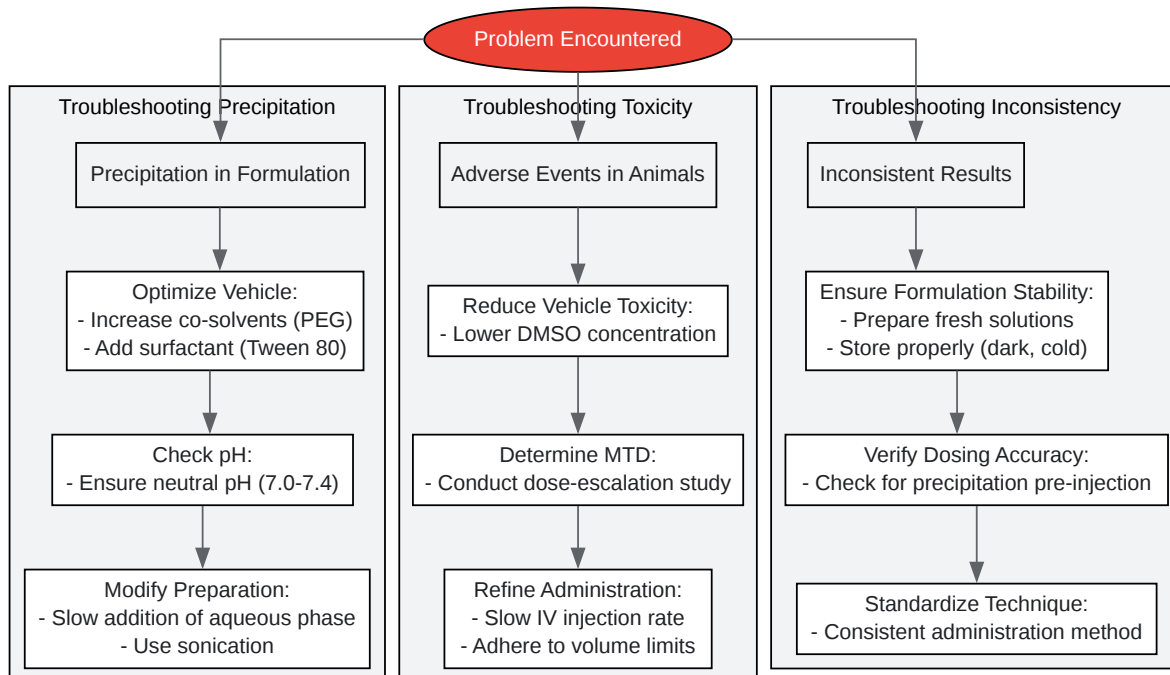 Problem Encountered
Troubleshooting Precipitation
Precipitation in Formulation
Optimize Vehicle:
- Increase co-solvents (PEG)
- Add surfactant (Tween 80)
Check pH:
- Ensure neutral pH (7.0-7.4)
Modify Preparation:
- Slow addition of aqueous phase
- Use sonication
Troubleshooting Toxicity
Adverse Events in Animals
Reduce Vehicle Toxicity:
- Lower DMSO concentration
Determine MTD:
- Conduct dose-escalation study
Refine Administration:
- Slow IV injection rate
- Adhere to volume limits
Troubleshooting Inconsistency
Inconsistent Results
Ensure Formulation Stability:
- Prepare fresh solutions
- Store properly (dark, cold)
Verify Dosing Accuracy:
- Check for precipitation pre-injection
Standardize Technique:
- Consistent administration method